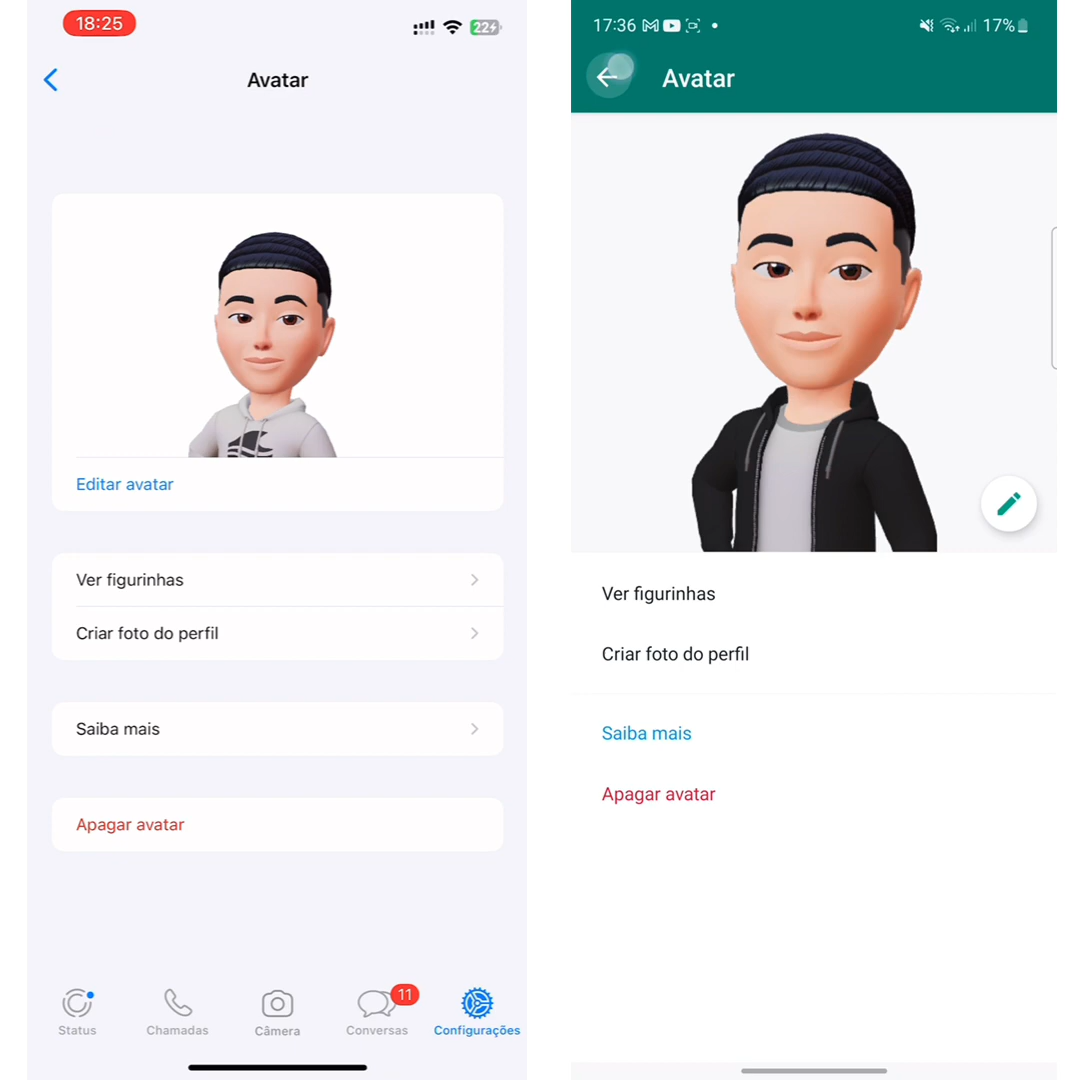 18:25
22
Avatar
Editar avatar
Ver figurinhas
Criar foto do perfil
Saiba mais
Apagar avatar
Status
Chamadas
Câmera
11
Conversas
Configurações
17:36
17%
Avatar
Ver figurinhas
Criar foto do perfil
Saiba mais
Apagar avatar